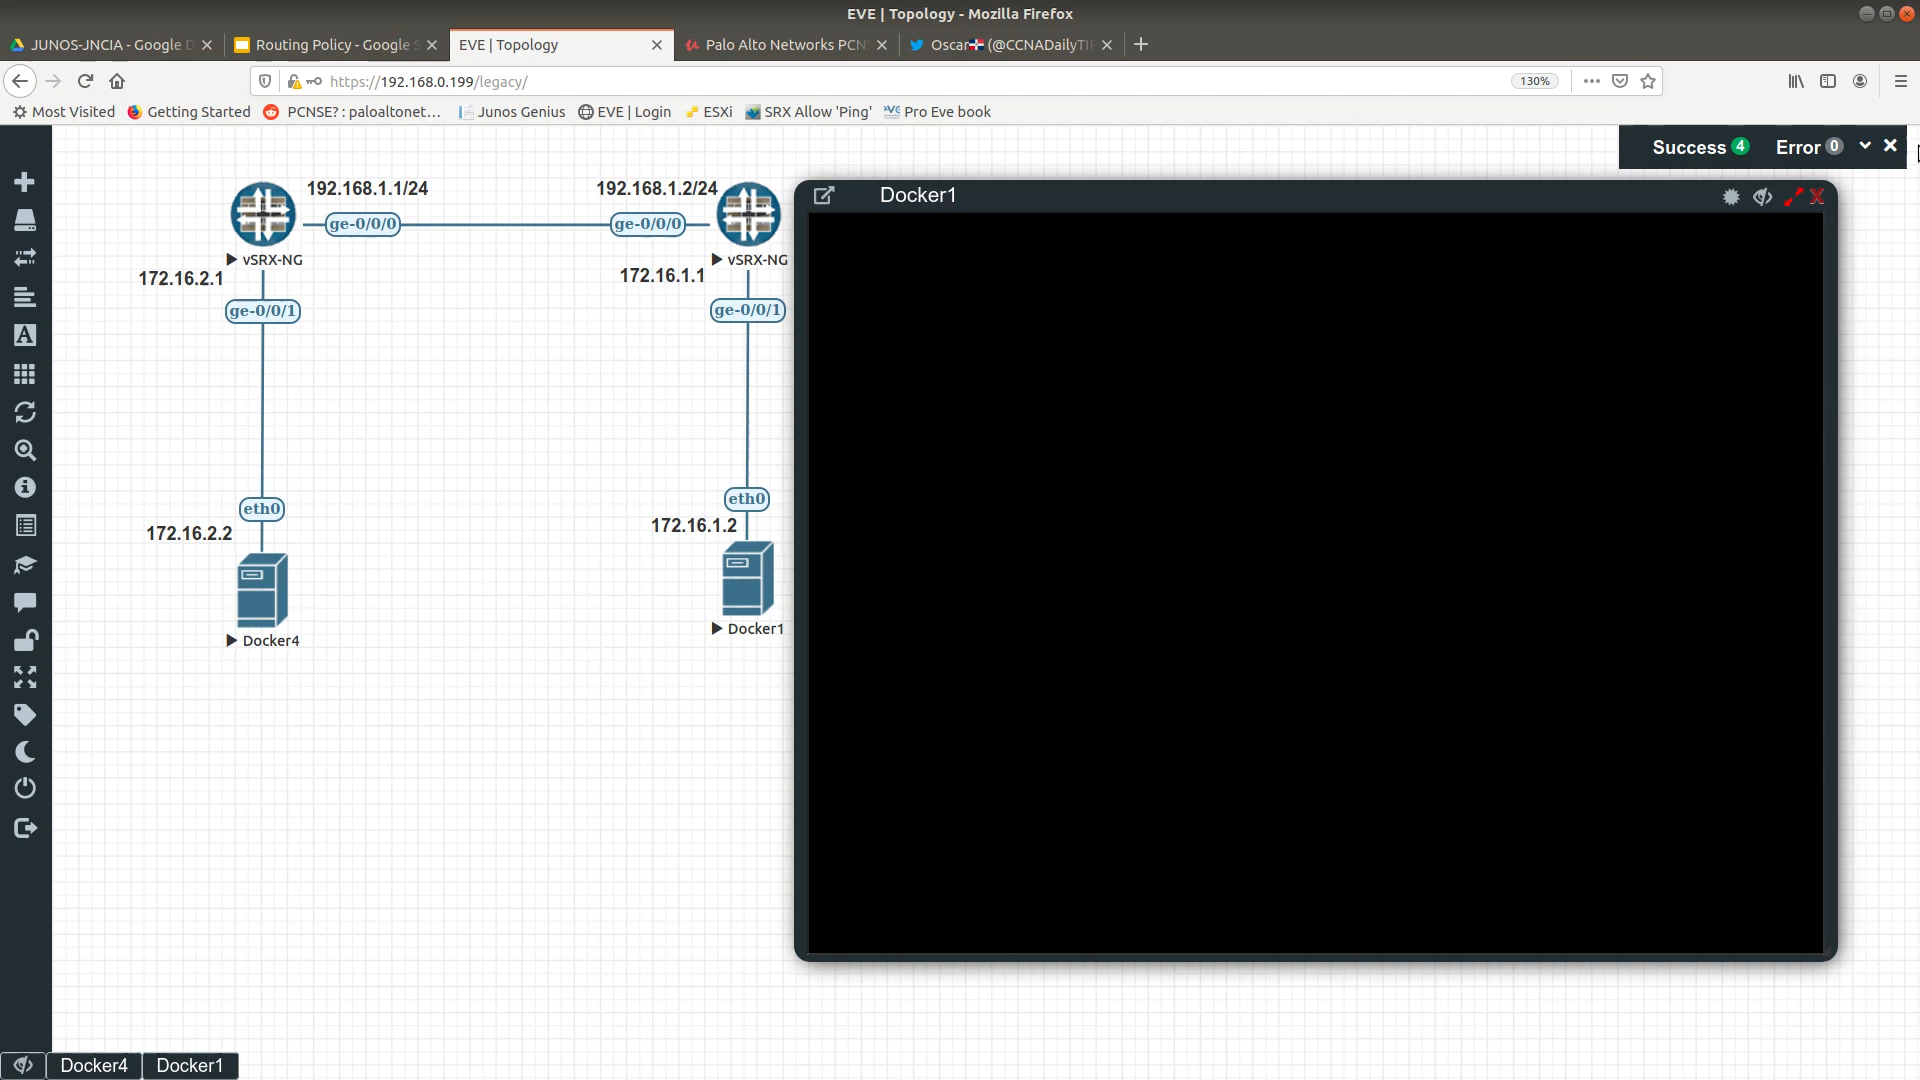 EVE | Topology - Mozilla Firefox
JUNOS-JNCIA - Google D
Routing Policy - Google S
EVE | Topology
Palo Alto Networks PCN
Oscar🇩🇴 (@CCNADailyTI
https://192.168.0.199/legacy/
130%
Most Visited
Getting Started
PCNSE? : paloaltonet…
Junos Genius
EVE | Login
ESXi
SRX Allow 'Ping'
Pro Eve book
Success 4
Error 0
192.168.1.1/24
192.168.1.2/24
Docker1
X
ge-0/0/0
ge-0/0/0
vSRX-NG
vSRX-NG
172.16.2.1
172.16.1.1
ge-0/0/1
ge-0/0/1
eth0
eth0
172.16.2.2
172.16.1.2
Docker4
Docker1
Docker4
Docker1